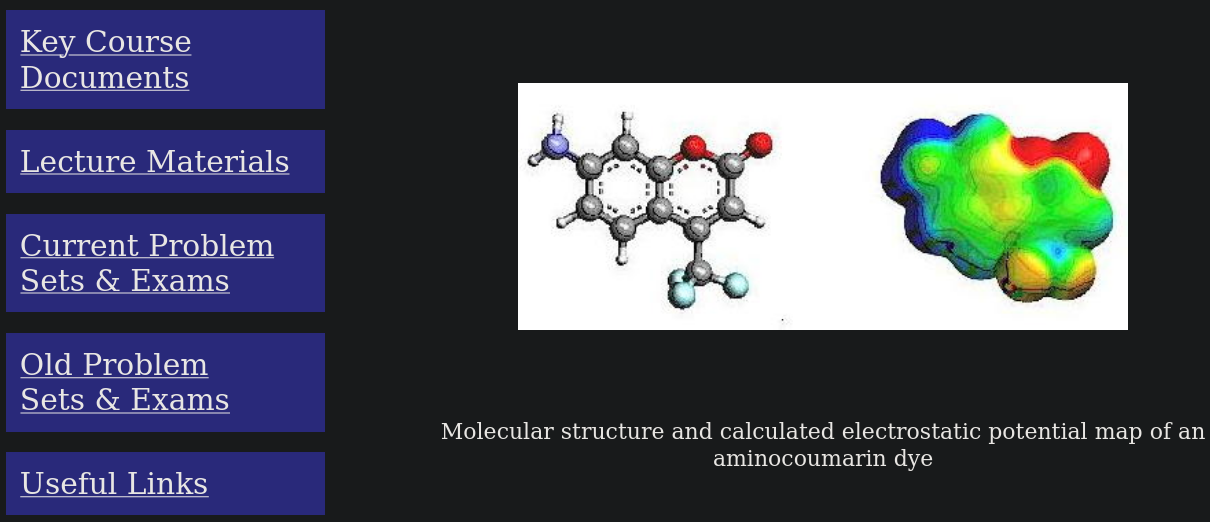 Key Course
Documents
Lecture Materials
Current Problem
Sets & Exams
Old Problem
Sets & Exams
Useful Links
Molecular structure and calculated electrostatic potential map of an
aminocoumarin dye